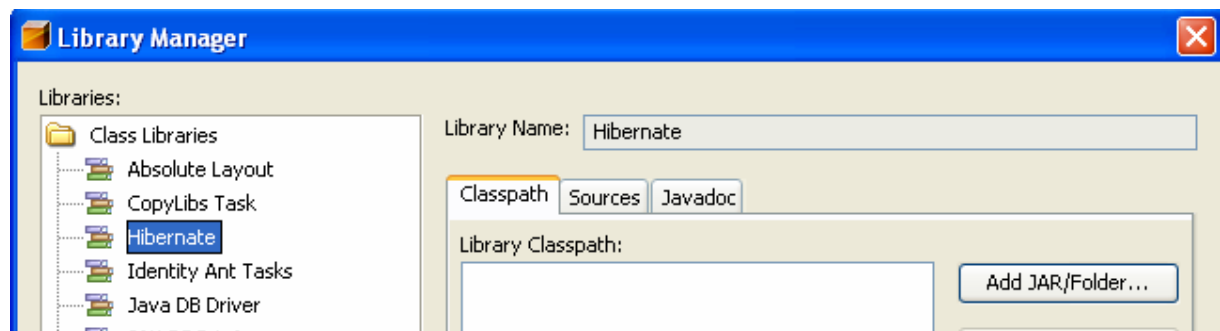 Library Manager
Libraries:
Class Libraries
Absolute Layout
CopyLibs Task
Hibernate
Identity Ant Tasks
Java DB Driver
Library Name: Hibernate
Classpath Sources Javadoc
Library Classpath:
Add JAR/Folder...